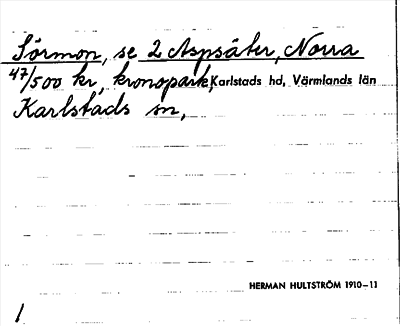 Sörmon, se 2 Aspsäter, Norra
47/500 kr, kronopark, Karlstads hd, Värmlands län
Karlstads sn,
HERMAN HULTSTRÖM 1910–11
1